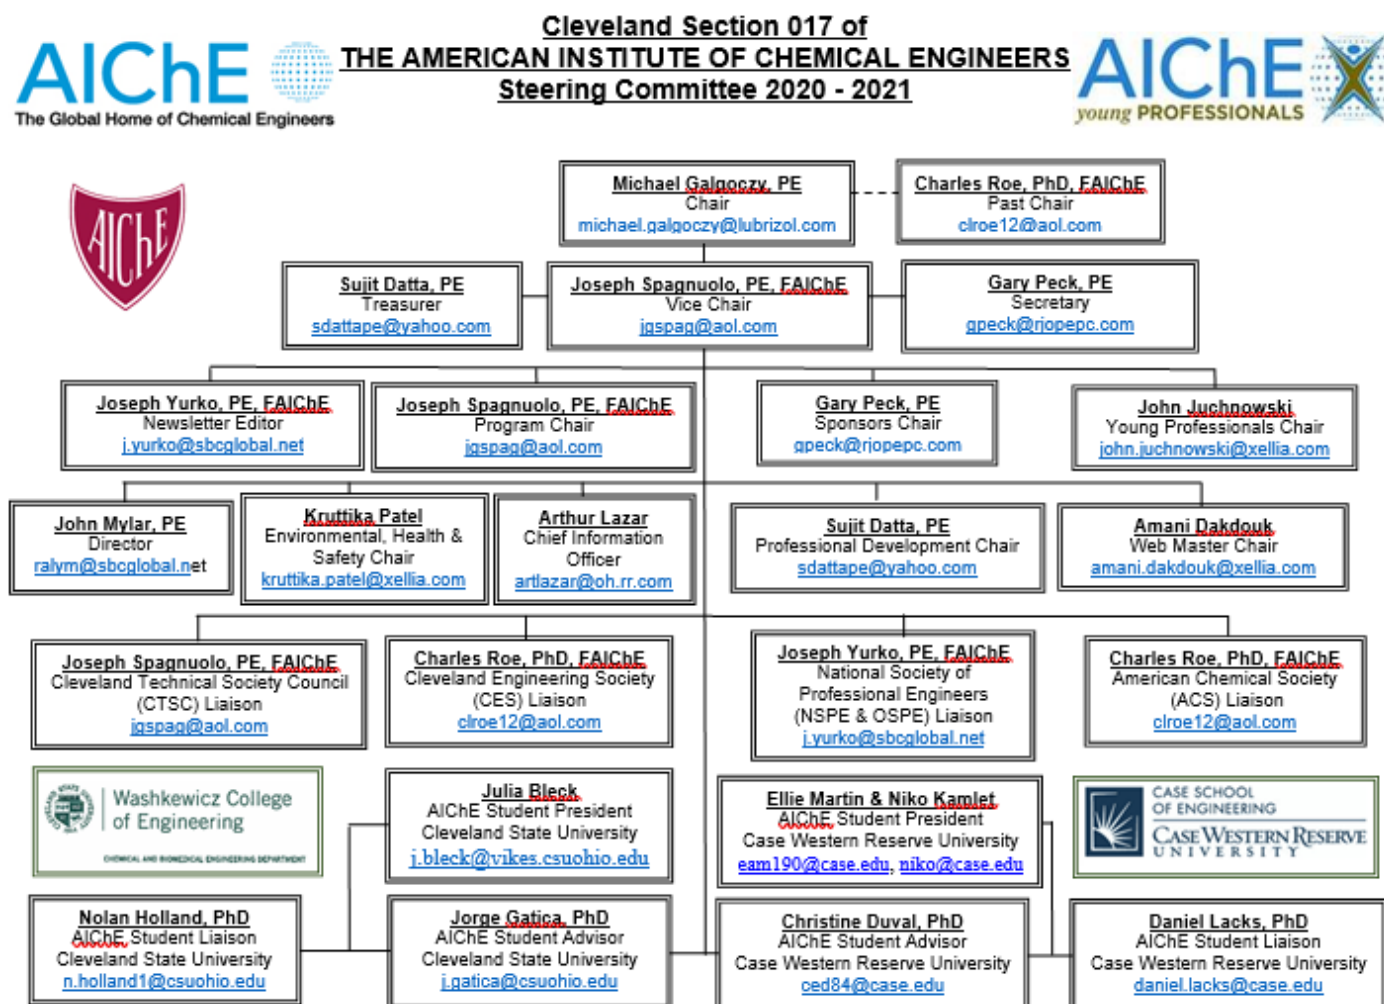 Cleveland Section 017 of
THE AMERICAN INSTITUTE OF CHEMICAL ENGINEERS
Steering Committee 2020 - 2021
AIChE
The Global Home of Chemical Engineers
AIChE
young PROFESSIONALS
AIChE
Michael Galgoczy, PE
Chair
michael.galgoczy@lubrizol.com
Charles Roe, PhD, FAIChE
Past Chair
clroe12@aol.com
Sujit Datta, PE
Treasurer
sdattape@yahoo.com
Joseph Spagnuolo, PE, FAIChE
Vice Chair
jgspag@aol.com
Gary Peck, PE
Secretary
gpeck@rjopepc.com
Joseph Yurko, PE, FAIChE
Newsletter Editor
j.yurko@sbcglobal.net
Joseph Spagnuolo, PE, FAIChE
Program Chair
jgspag@aol.com
Gary Peck, PE
Sponsors Chair
gpeck@rjopepc.com
John Juchnowski
Young Professionals Chair
john.juchnowski@xellia.com
John Mylar, PE
Director
ralym@sbcglobal.net
Kruttika Patel
Environmental, Health &
Safety Chair
kruttika.patel@xellia.com
Arthur Lazar
Chief Information
Officer
artlazar@oh.rr.com
Sujit Datta, PE
Professional Development Chair
sdattape@yahoo.com
Amani Dakdouk
Web Master Chair
amani.dakdouk@xellia.com
Joseph Spagnuolo, PE, FAIChE
Cleveland Technical Society Council
(CTSC) Liaison
jgspag@aol.com
Charles Roe, PhD, FAIChE
Cleveland Engineering Society
(CES) Liaison
clroe12@aol.com
Joseph Yurko, PE, FAIChE
National Society of
Professional Engineers
(NSPE & OSPE) Liaison
j.yurko@sbcglobal.net
Charles Roe, PhD, FAIChE
American Chemical Society
(ACS) Liaison
clroe12@aol.com
Washkewicz College
of Engineering
CHEMICAL AND BIOMEDICAL ENGINEERING DEPARTMENT
Julia Bleck
AIChE Student President
Cleveland State University
j.bleck@vikes.csuohio.edu
Ellie Martin & Niko Kamlet
AIChE Student President
Case Western Reserve University
eam190@case.edu, niko@case.edu
CASE SCHOOL
OF ENGINEERING
CASE WESTERN RESERVE
UNIVERSITY
Nolan Holland, PhD
AIChE Student Liaison
Cleveland State University
n.holland1@csuohio.edu
Jorge Gatica, PhD
AIChE Student Advisor
Cleveland State University
j.gatica@csuohio.edu
Christine Duval, PhD
AIChE Student Advisor
Case Western Reserve University
ced84@case.edu
Daniel Lacks, PhD
AIChE Student Liaison
Case Western Reserve University
daniel.lacks@case.edu